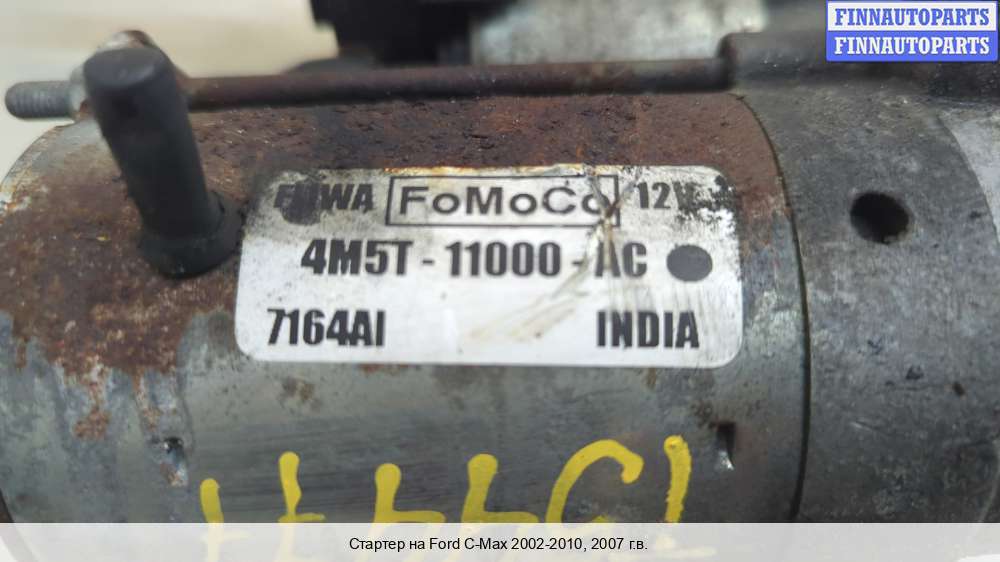 FINNAUTOPARTS
FINNAUTOPARTS
FoMoCo 12V
4M5T - 11000 - AC
7164AI INDIA
Стартер на Ford C-Max 2002-2010, 2007 г.в.